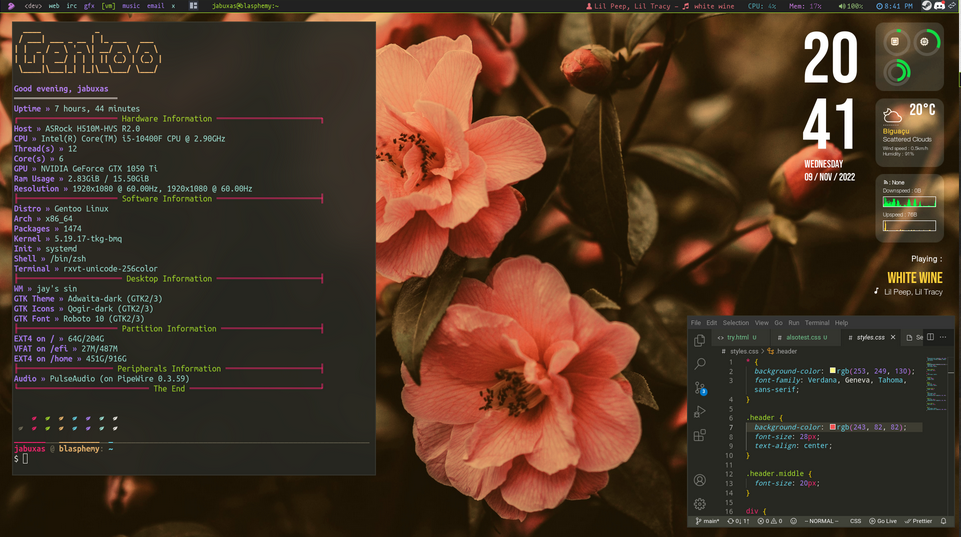 <dev> web irc gfx [vm] music email x jabuxas@blasphemy:~ Lil Peep, Lil Tracy — white wine CPU: 4% Mem: 17% 100% 8:41 PM
Gentoo
Good evening, jabuxas
Uptime » 7 hours, 44 minutes
Hardware Information
Host » ASRock H510M-HVS R2.0
CPU » Intel(R) Core(TM) i5-10400F CPU @ 2.90GHz
Thread(s) » 12
Core(s) » 6
GPU » NVIDIA GeForce GTX 1050 Ti
Ram Usage » 2.83GiB / 15.50GiB
Resolution » 1920x1080 @ 60.00Hz, 1920x1080 @ 60.00Hz
Software Information
Distro » Gentoo Linux
Arch » x86_64
Packages » 1474
Kernel » 5.19.17-tkg-bmq
Init » systemd
Shell » /bin/zsh
Terminal » rxvt-unicode-256color
Desktop Information
WM » jay's sin
GTK Theme » Adwaita-dark (GTK2/3)
GTK Icons » Qogir-dark (GTK2/3)
GTK Font » Roboto 10 (GTK2/3)
Partition Information
EXT4 on / » 64G/204G
VFAT on /efi » 27M/487M
EXT4 on /home » 451G/916G
Peripherals Information
Audio » PulseAudio (on PipeWire 0.3.59)
The End
jabuxas @ blasphemy: ~
$
20
41
WEDNESDAY
09 / NOV / 2022
20°C
Biguaçu
Scattered Clouds
Wind speed : 0.5km/h
Humidity : 91%
: None
Downspeed : 0B
Upspeed : 76B
Playing :
WHITE WINE
Lil Peep, Lil Tracy
File Edit Selection View Go Run Terminal Help
try.html U # alsotest.css U # styles.css Se
# styles.css > .header
1 * {
2 background-color: rgb(253, 249, 130);
3 font-family: Verdana, Geneva, Tahoma,
sans-serif;
4 }
5
6 .header {
7 background-color: rgb(243, 82, 82);
8 font-size: 28px;
9 text-align: center;
10 }
11
12 .header.middle {
13 font-size: 20px;
14 }
15
16 div {
main* 0↓ 1↑ 0 0 -- NORMAL -- CSS Go Live Prettier